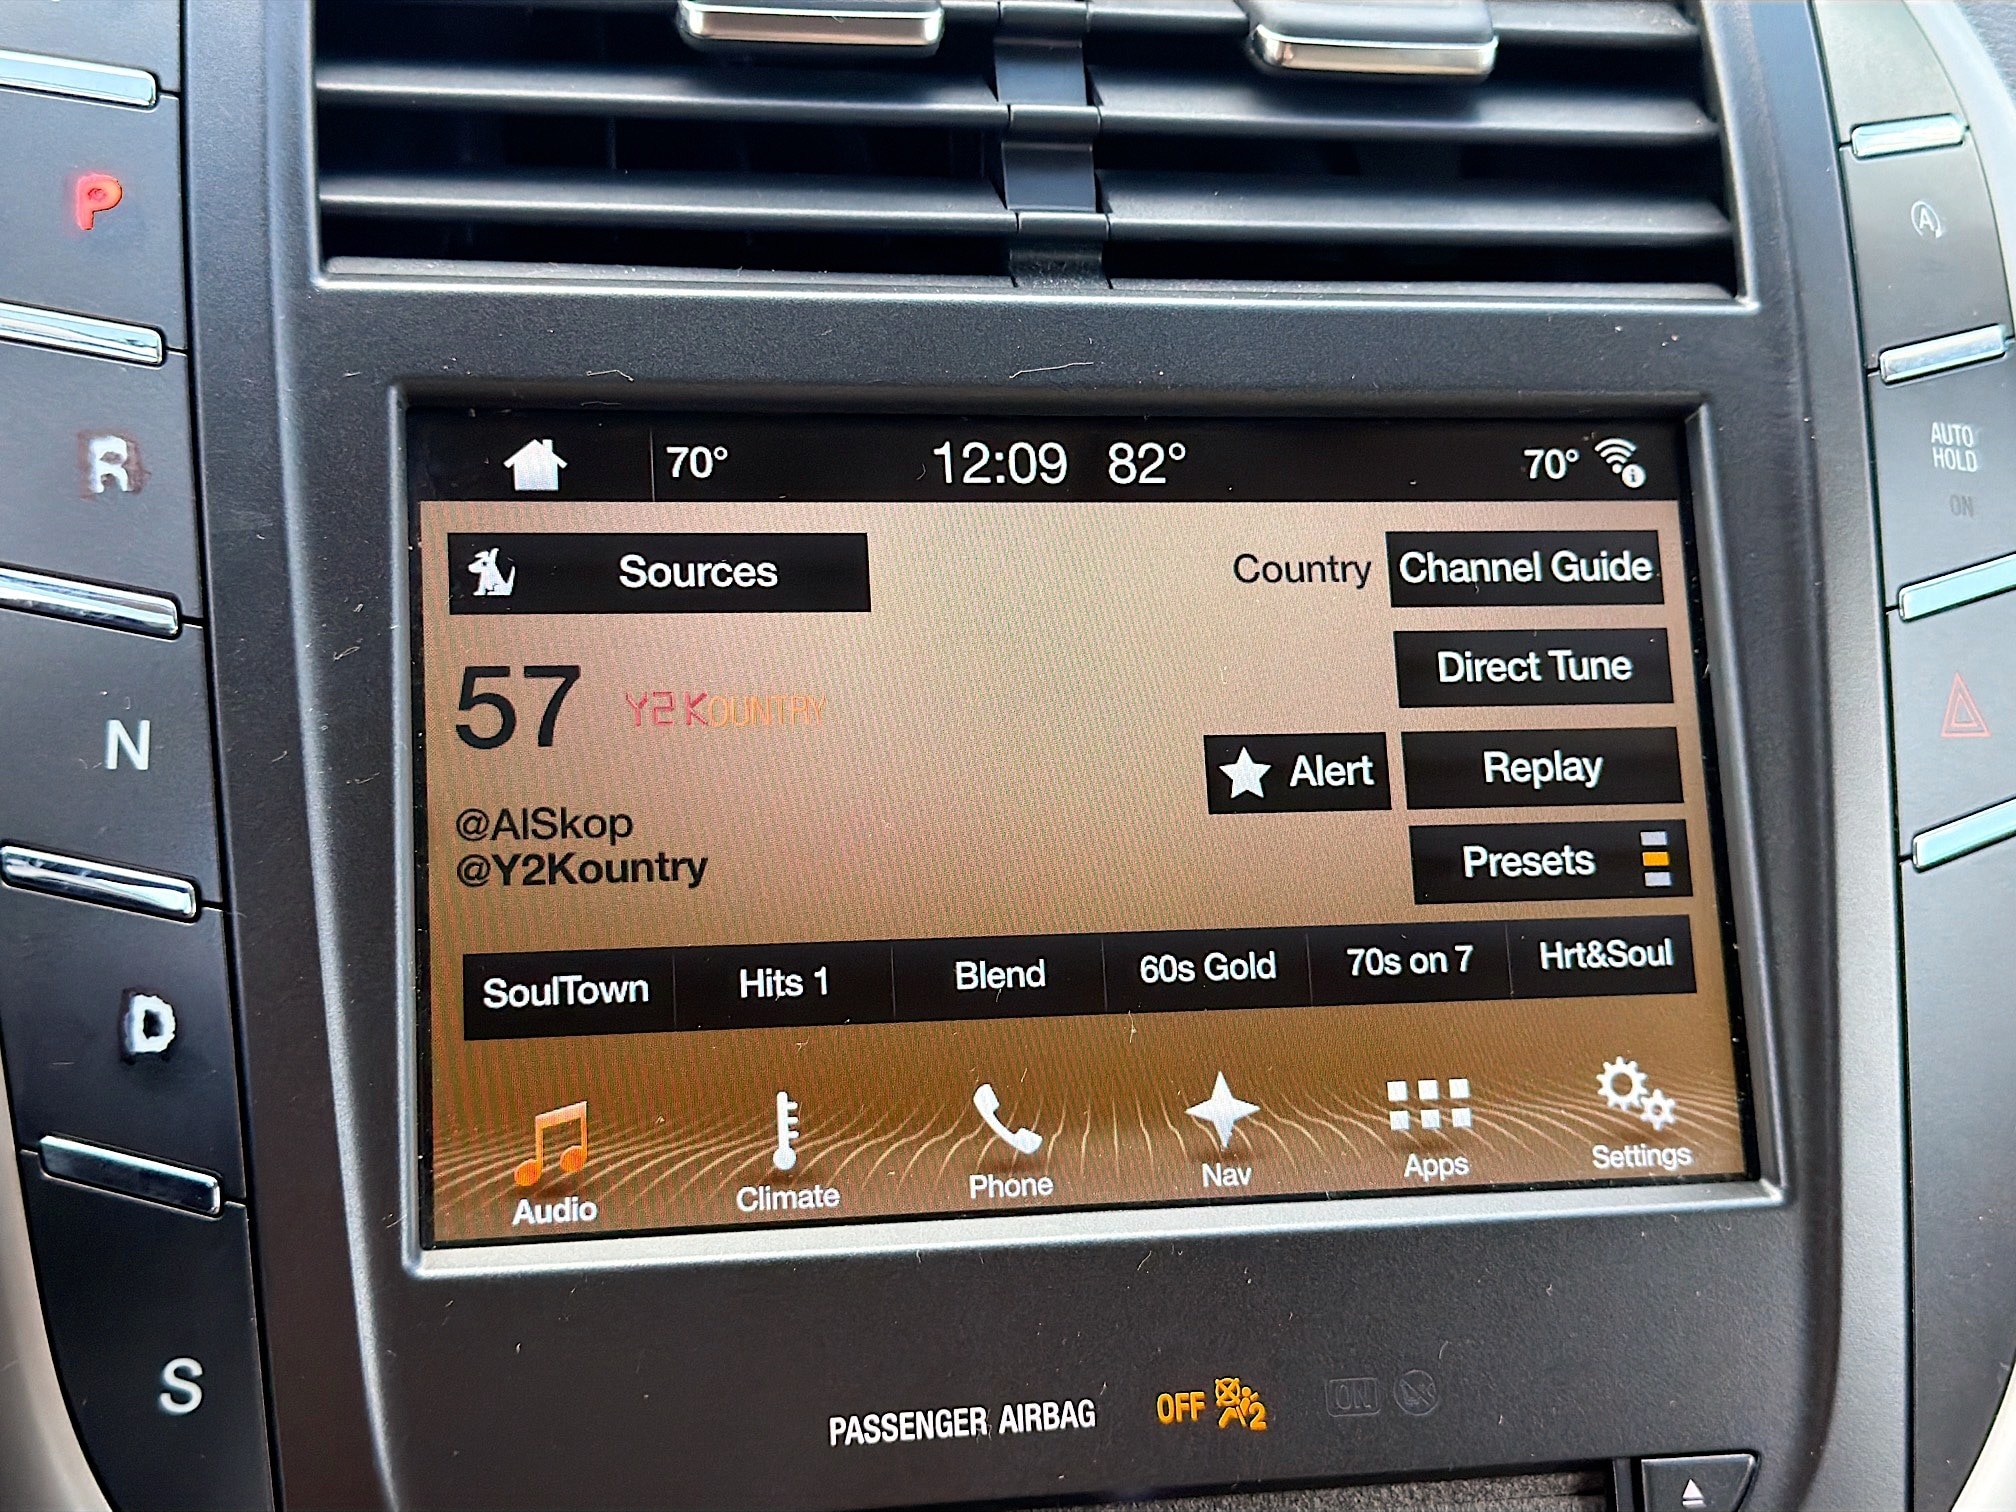 P
R
N
D
S
70° 12:09 82° 70°
Sources
Country Channel Guide
57 Y2KOUNTRY
Direct Tune
Alert Replay
@AlSkop
@Y2Kountry
Presets
SoulTown Hits 1 Blend 60s Gold 70s on 7 Hrt&Soul
Audio Climate Phone Nav Apps Settings
PASSENGER AIRBAG OFF 2 ON
A
AUTO
HOLD
ON